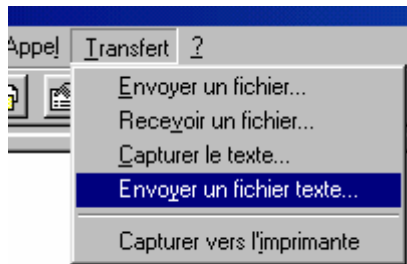 Appel Transfert ?
Envoyer un fichier...
Recevoir un fichier...
Capturer le texte...
Envoyer un fichier texte...
Capturer vers l'imprimante